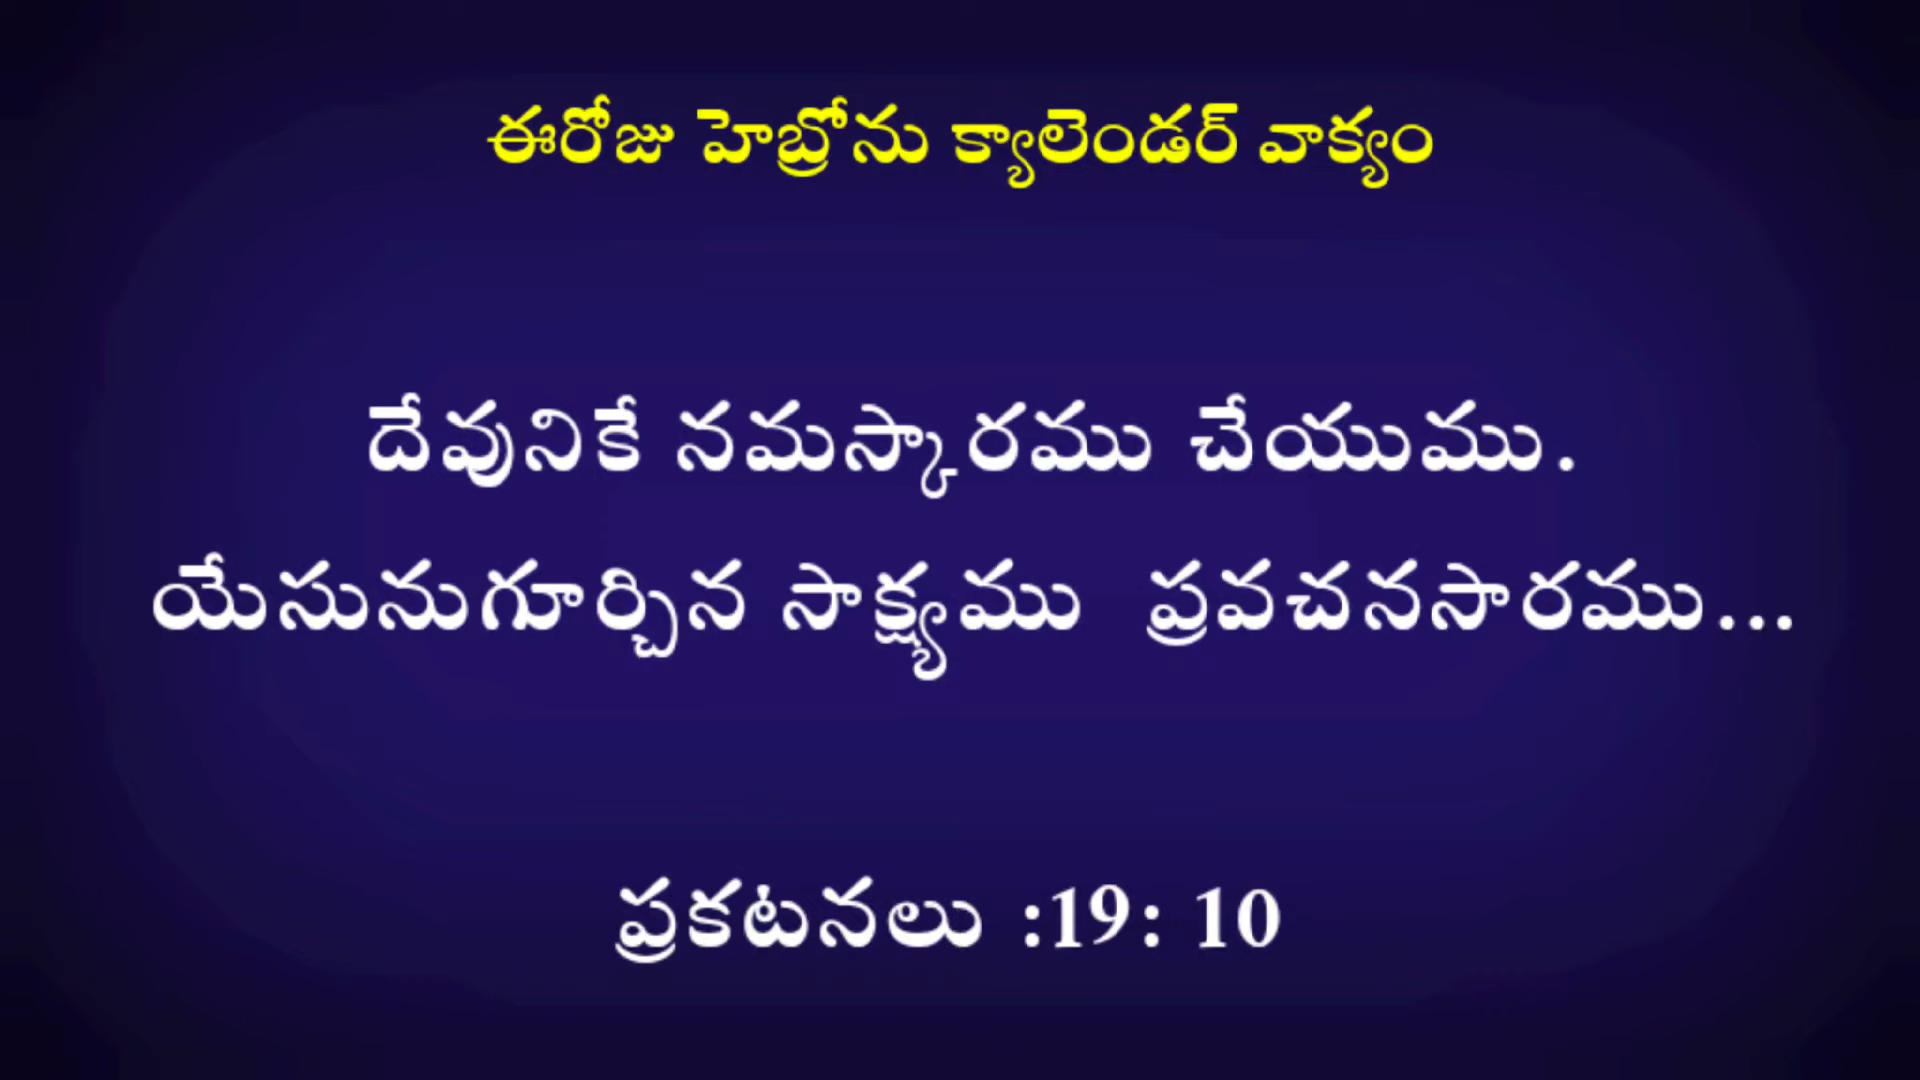 ఈరోజు హెబ్రోను క్యాలెండర్ వాక్యం
దేవునికే నమస్కారము చేయుము.
యేసునుగూర్చిన సాక్ష్యము ప్రవచనసారము...
ప్రకటనలు :19: 10